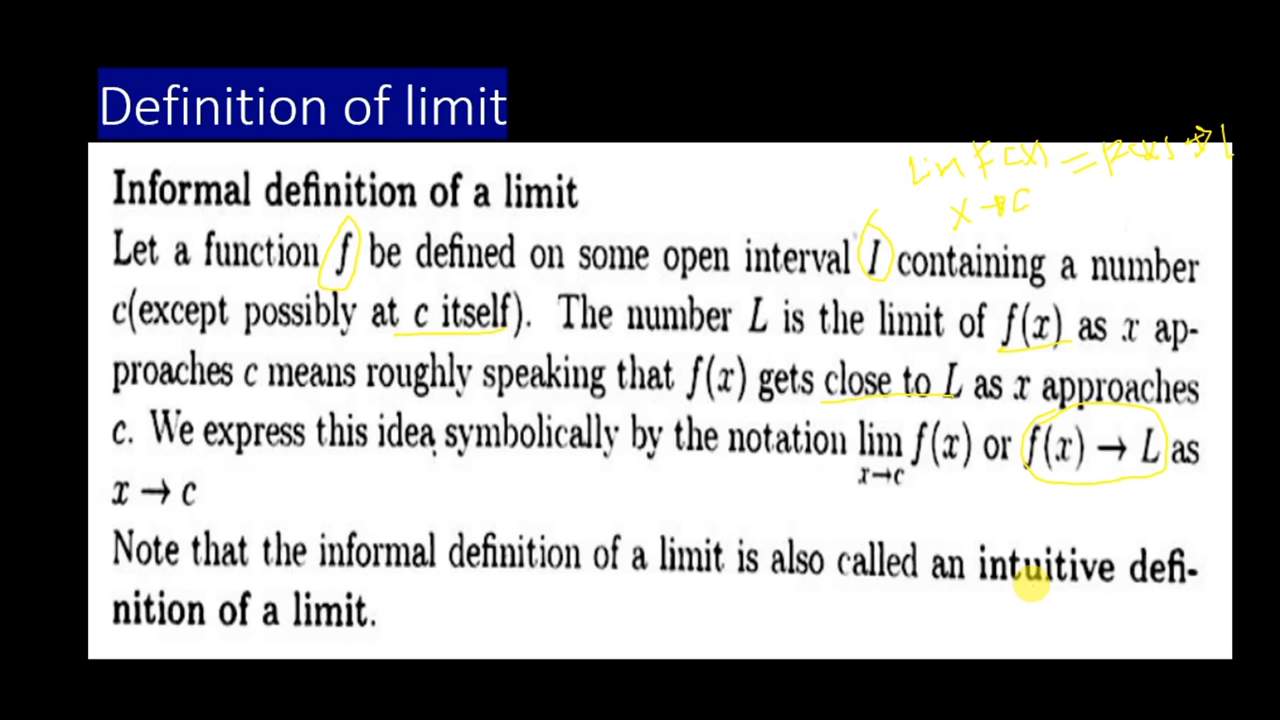 Definition of limit
Lim f(x) = f(x) → L
x → c
Informal definition of a limit
Let a function f be defined on some open interval I containing a number
c(except possibly at c itself). The number L is the limit of f(x) as x ap-
proaches c means roughly speaking that f(x) gets close to L as x approaches
c. We express this idea symbolically by the notation lim f(x) or f(x) → L as
x→c
x → c
Note that the informal definition of a limit is also called an intuitive defi-
nition of a limit.